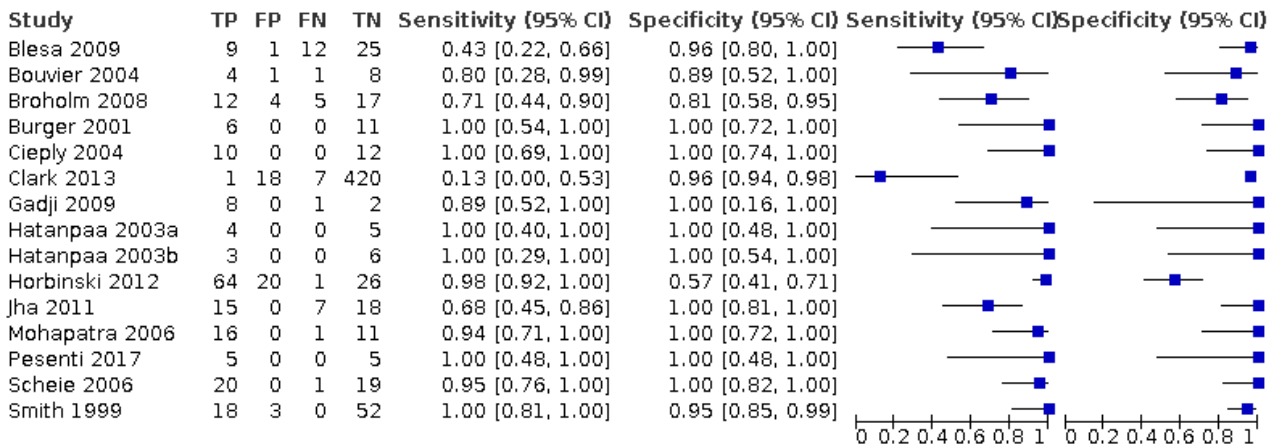 Study TP FP FN TN Sensitivity (95% CI) Specificity (95% CI) Sensitivity (95% CI) Specificity (95% CI)
Blesa 2009 9 1 12 25 0.43 [0.22, 0.66] 0.96 [0.80, 1.00]
Bouvier 2004 4 1 1 8 0.80 [0.28, 0.99] 0.89 [0.52, 1.00]
Broholm 2008 12 4 5 17 0.71 [0.44, 0.90] 0.81 [0.58, 0.95]
Burger 2001 6 0 0 11 1.00 [0.54, 1.00] 1.00 [0.72, 1.00]
Cieply 2004 10 0 0 12 1.00 [0.69, 1.00] 1.00 [0.74, 1.00]
Clark 2013 1 18 7 420 0.13 [0.00, 0.53] 0.96 [0.94, 0.98]
Gadji 2009 8 0 1 2 0.89 [0.52, 1.00] 1.00 [0.16, 1.00]
Hatanpaa 2003a 4 0 0 5 1.00 [0.40, 1.00] 1.00 [0.48, 1.00]
Hatanpaa 2003b 3 0 0 6 1.00 [0.29, 1.00] 1.00 [0.54, 1.00]
Horbinski 2012 64 20 1 26 0.98 [0.92, 1.00] 0.57 [0.41, 0.71]
Jha 2011 15 0 7 18 0.68 [0.45, 0.86] 1.00 [0.81, 1.00]
Mohapatra 2006 16 0 1 11 0.94 [0.71, 1.00] 1.00 [0.72, 1.00]
Pesenti 2017 5 0 0 5 1.00 [0.48, 1.00] 1.00 [0.48, 1.00]
Scheie 2006 20 0 1 19 0.95 [0.76, 1.00] 1.00 [0.82, 1.00]
Smith 1999 18 3 0 52 1.00 [0.81, 1.00] 0.95 [0.85, 0.99]
0 0.2 0.4 0.6 0.8 1 0 0.2 0.4 0.6 0.8 1